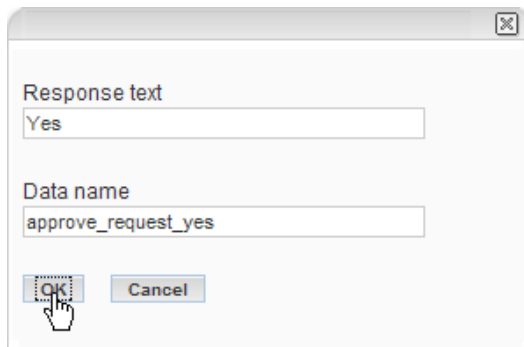 Response text
Yes
Data name
approve_request_yes
OK Cancel